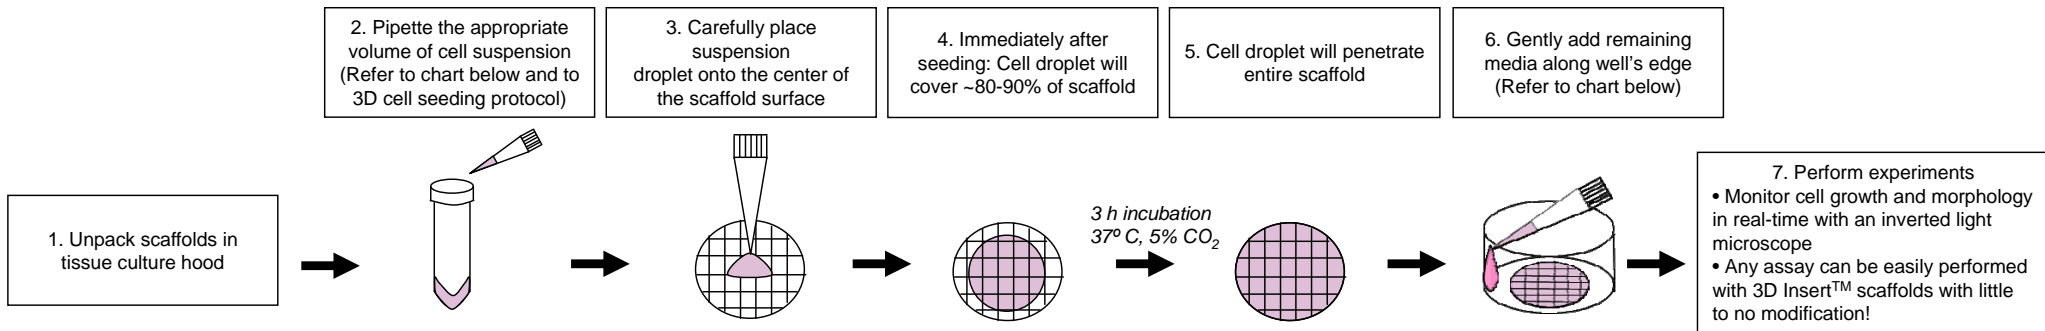 1. Unpack scaffolds in
tissue culture hood
2. Pipette the appropriate
volume of cell suspension
(Refer to chart below and to
3D cell seeding protocol)
3. Carefully place
suspension
droplet onto the center of
the scaffold surface
4. Immediately after
seeding: Cell droplet will
cover ~80-90% of scaffold
3 h incubation
37º C, 5% CO2
5. Cell droplet will penetrate
entire scaffold
6. Gently add remaining
media along well's edge
(Refer to chart below)
7. Perform experiments
• Monitor cell growth and morphology
in real-time with an inverted light
microscope
• Any assay can be easily performed
with 3D Insert™ scaffolds with little
to no modification!